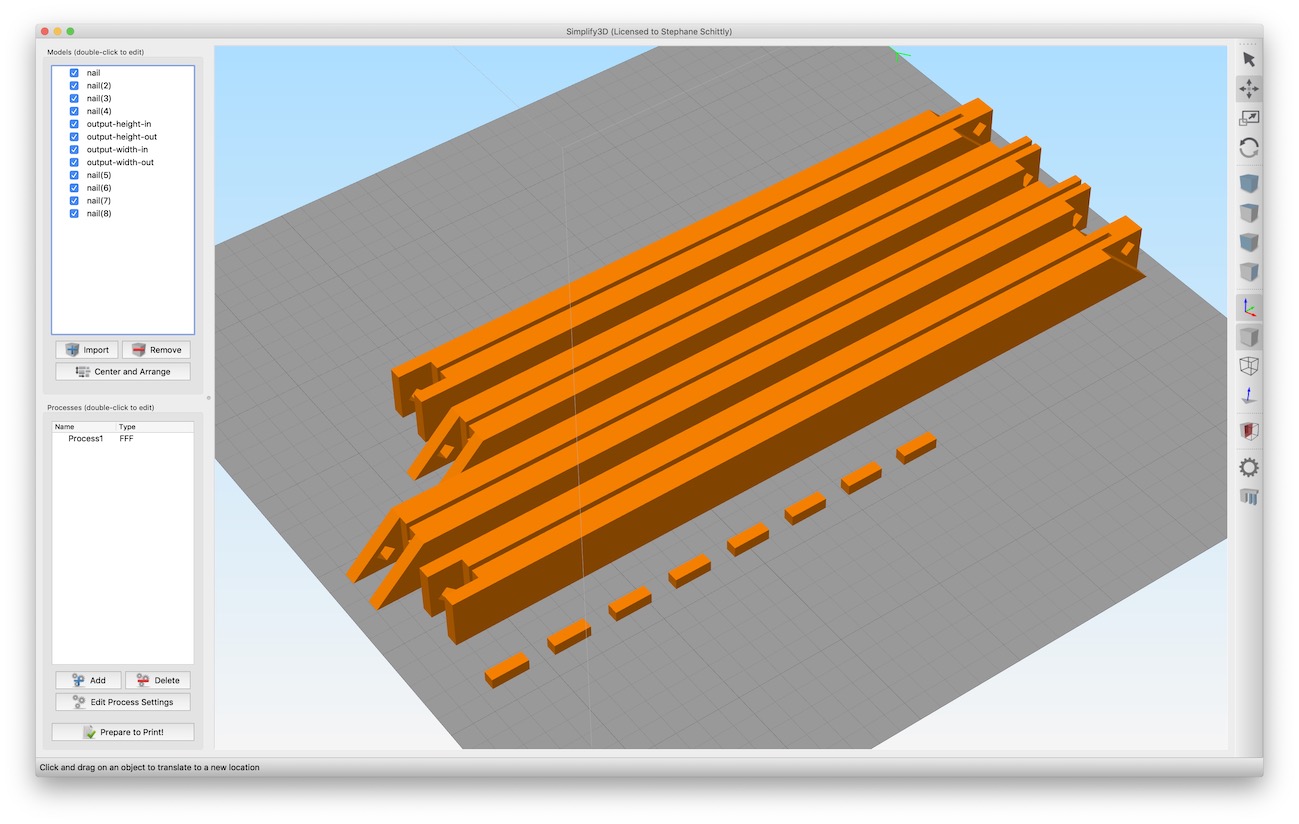 Simplify3D (Licensed to Stephane Schittly)
Models (double-click to edit)
nail
nail(2)
nail(3)
nail(4)
output-height-in
output-height-out
output-width-in
output-width-out
nail(5)
nail(6)
nail(7)
nail(8)
Import Remove
Center and Arrange
Processes (double-click to edit)
Name Type
Process1 FFF
Add Delete
Edit Process Settings
Prepare to Print!
Click and drag on an object to translate to a new location